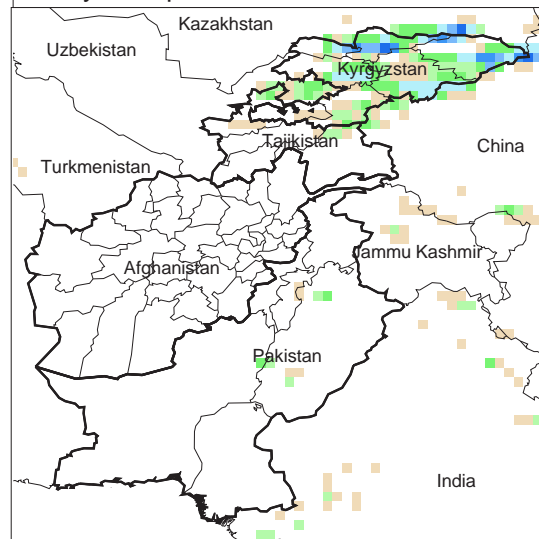 Kazakhstan
Uzbekistan
Kyrgyzstan
Tajikistan
China
Turkmenistan
Jammu Kashmir
Afghanistan
Pakistan
India